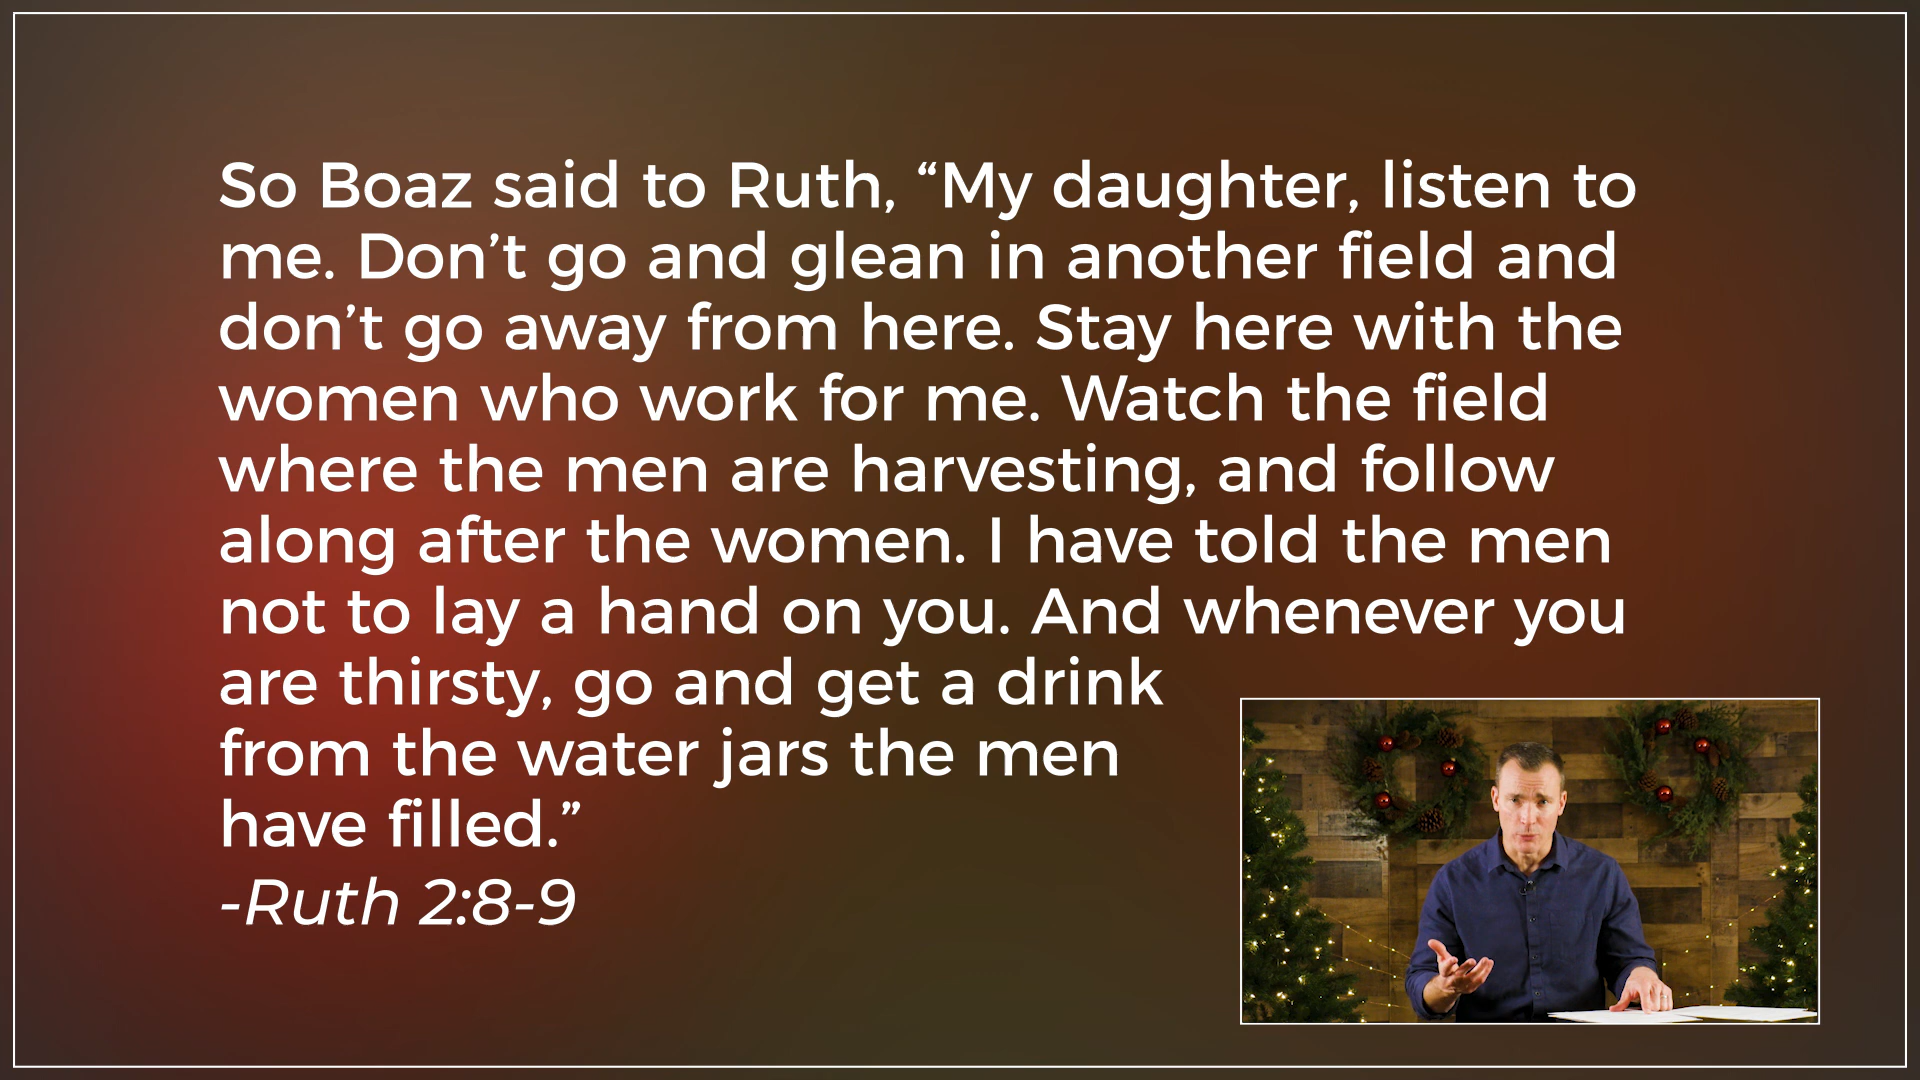 So Boaz said to Ruth, “My daughter, listen to
me. Don’t go and glean in another field and
don’t go away from here. Stay here with the
women who work for me. Watch the field
where the men are harvesting, and follow
along after the women. I have told the men
not to lay a hand on you. And whenever you
are thirsty, go and get a drink
from the water jars the men
have filled.”
-Ruth 2:8-9